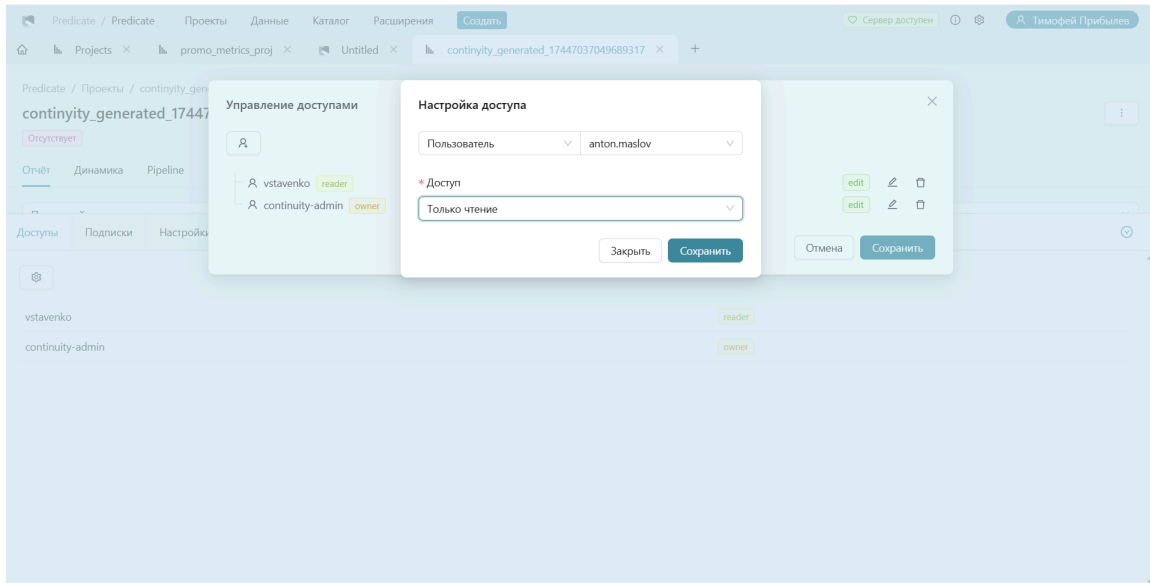 Predicate / Predicate Проекты Данные Каталог Расширения Создать Сервер доступен Тимофей Прибылев
Projects promo_metrics_proj Untitled continyity_generated_17447037049689317
Predicate / Проекты / continyity_gen
continyity_generated_17447
Отсутствует
Отчёт Динамика Pipeline
Управление доступами
vstavenko reader edit
continuity-admin owner edit
Отмена Сохранить
Настройка доступа
Пользователь anton.maslov
* Доступ
Только чтение
Закрыть Сохранить
Доступы Подписки Настройки
vstavenko reader
continuity-admin owner